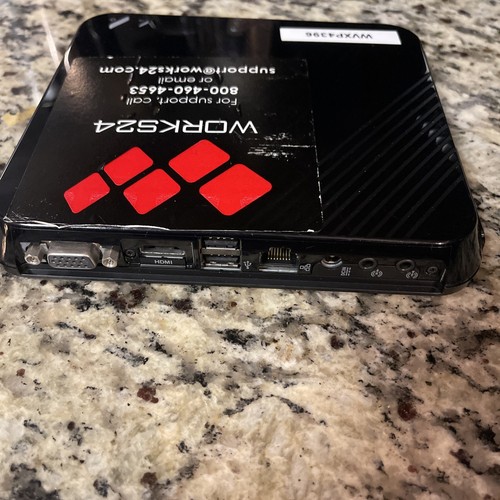 WVXP4396
WORKS24
For support, call
800-460-4653
or email
support@works24.com
HDMI